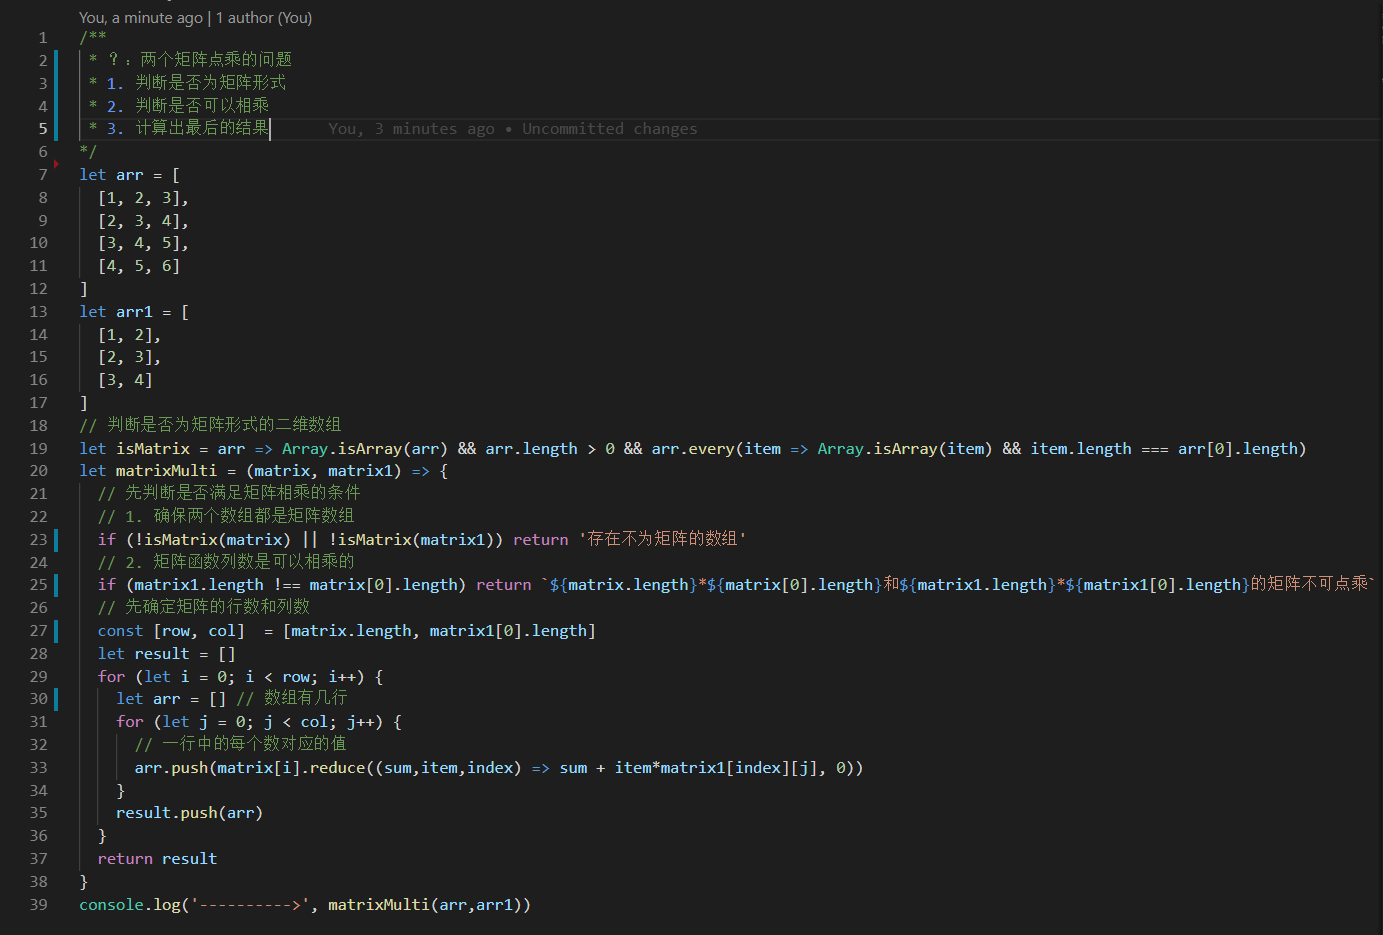 You, a minute ago | 1 author (You)
1 /**
2 * ？：两个矩阵点乘的问题
3 * 1. 判断是否为矩阵形式
4 * 2. 判断是否可以相乘
5 * 3. 计算出最后的结果 You, 3 minutes ago • Uncommitted changes
6 */
7 let arr = [
8 [1, 2, 3],
9 [2, 3, 4],
10 [3, 4, 5],
11 [4, 5, 6]
12 ]
13 let arr1 = [
14 [1, 2],
15 [2, 3],
16 [3, 4]
17 ]
18 // 判断是否为矩阵形式的二维数组
19 let isMatrix = arr => Array.isArray(arr) && arr.length > 0 && arr.every(item => Array.isArray(item) && item.length === arr[0].length)
20 let matrixMulti = (matrix, matrix1) => {
21 // 先判断是否满足矩阵相乘的条件
22 // 1. 确保两个数组都是矩阵数组
23 if (!isMatrix(matrix) || !isMatrix(matrix1)) return '存在不为矩阵的数组'
24 // 2. 矩阵函数列数是可以相乘的
25 if (matrix1.length !== matrix[0].length) return `${matrix.length}*${matrix[0].length}和${matrix1.length}*${matrix1[0].length}的矩阵不可点乘`
26 // 先确定矩阵的行数和列数
27 const [row, col]  = [matrix.length, matrix1[0].length]
28 let result = []
29 for (let i = 0; i < row; i++) {
30 let arr = [] // 数组有几行
31 for (let j = 0; j < col; j++) {
32 // 一行中的每个数对应的值
33 arr.push(matrix[i].reduce((sum,item,index) => sum + item*matrix1[index][j], 0))
34 }
35 result.push(arr)
36 }
37 return result
38 }
39 console.log('---------->', matrixMulti(arr,arr1))